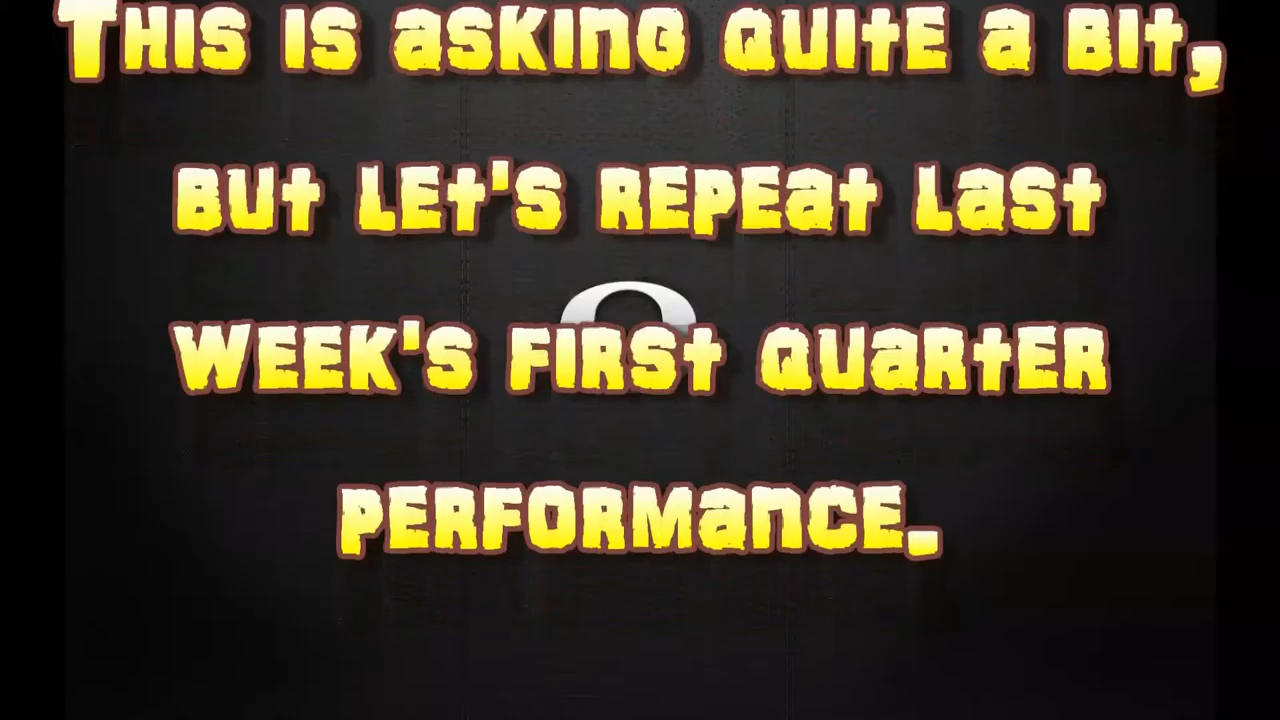 This is asking quite a bit,
but let's repeat last
week's first quarter
performance.